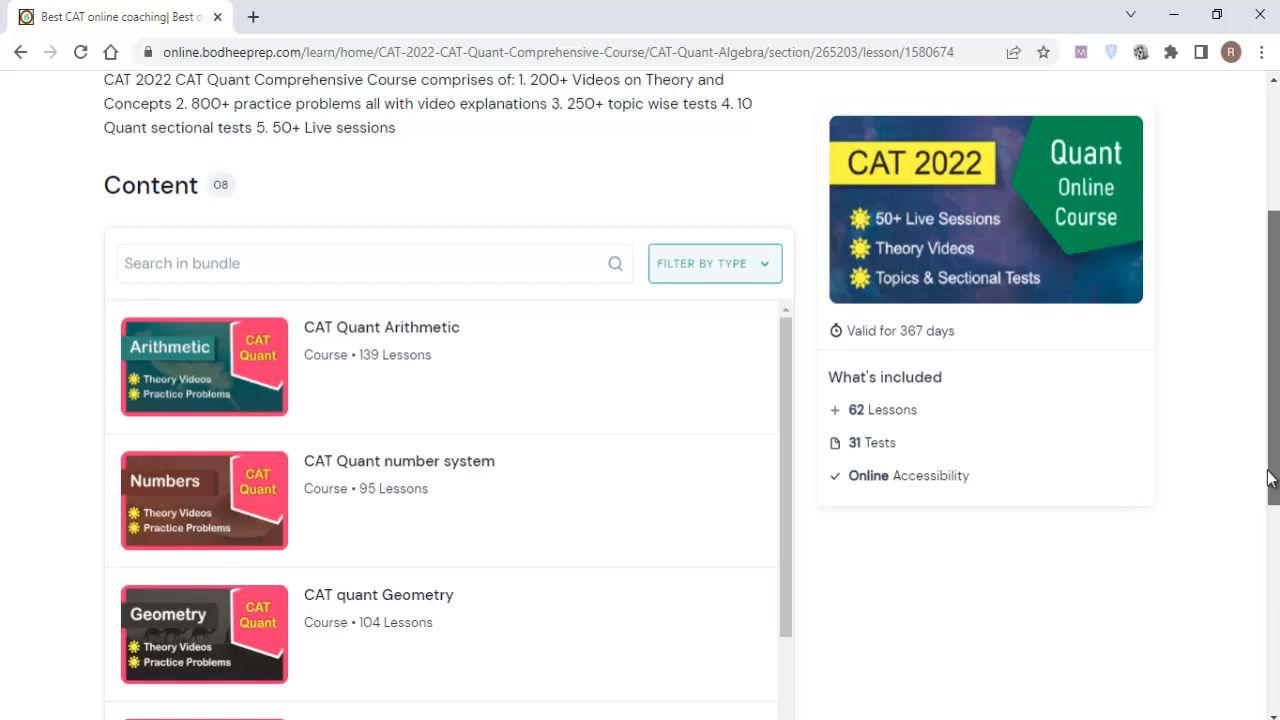 Best CAT online coaching| Best o
online.bodheeprep.com/learn/home/CAT-2022-CAT-Quant-Comprehensive-Course/CAT-Quant-Algebra/section/265203/lesson/1580674
M
R
CAT 2022 CAT Quant Comprehensive Course comprises of: 1. 200+ Videos on Theory and
Concepts 2. 800+ practice problems all with video explanations 3. 250+ topic wise tests 4. 10
Quant sectional tests 5. 50+ Live sessions
Content 08
Search in bundle
FILTER BY TYPE
Arithmetic
CAT
Quant
Theory Videos
Practice Problems
CAT Quant Arithmetic
Course • 139 Lessons
Numbers
CAT
Quant
Theory Videos
Practice Problems
CAT Quant number system
Course • 95 Lessons
Geometry
CAT
Quant
Theory Videos
Practice Problems
CAT quant Geometry
Course • 104 Lessons
CAT 2022
Quant
Online
Course
50+ Live Sessions
Theory Videos
Topics & Sectional Tests
Valid for 367 days
What's included
62 Lessons
31 Tests
Online Accessibility